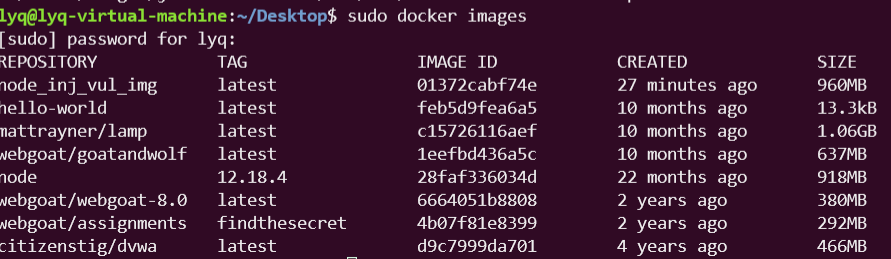 lyq@lyq-virtual-machine:~/Desktop$ sudo docker images
[sudo] password for lyq:
REPOSITORY TAG IMAGE ID CREATED SIZE
node_inj_vul_img latest 01372cabf74e 27 minutes ago 960MB
hello-world latest feb5d9fea6a5 10 months ago 13.3kB
mattrayner/lamp latest c15726116aef 10 months ago 1.06GB
webgoat/goatandwolf latest 1eefbd436a5c 10 months ago 637MB
node 12.18.4 28faf336034d 22 months ago 918MB
webgoat/webgoat-8.0 latest 6664051b8808 2 years ago 380MB
webgoat/assignments findthesecret 4b07f81e8399 2 years ago 292MB
citizenstig/dvwa latest d9c7999da701 4 years ago 466MB